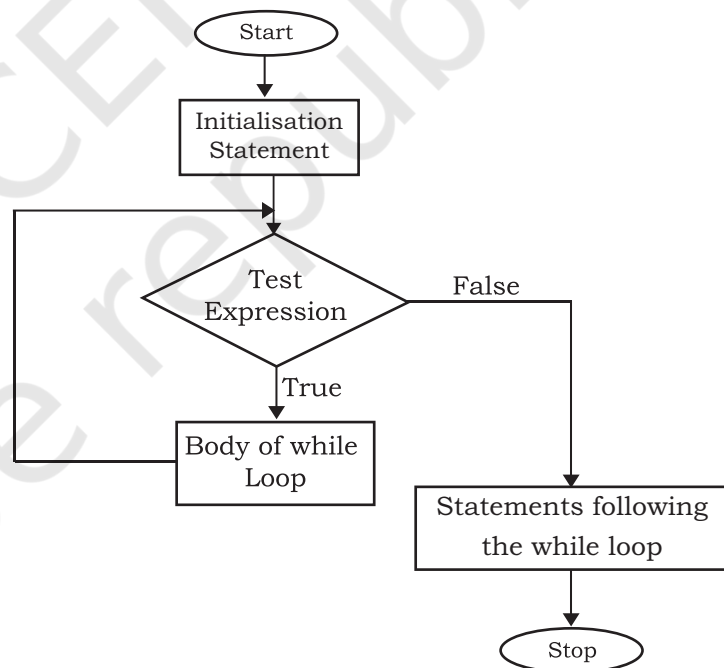 Start
Initialisation
Statement
Test
Expression
False
True
Body of while
Loop
Statements following
the while loop
Stop